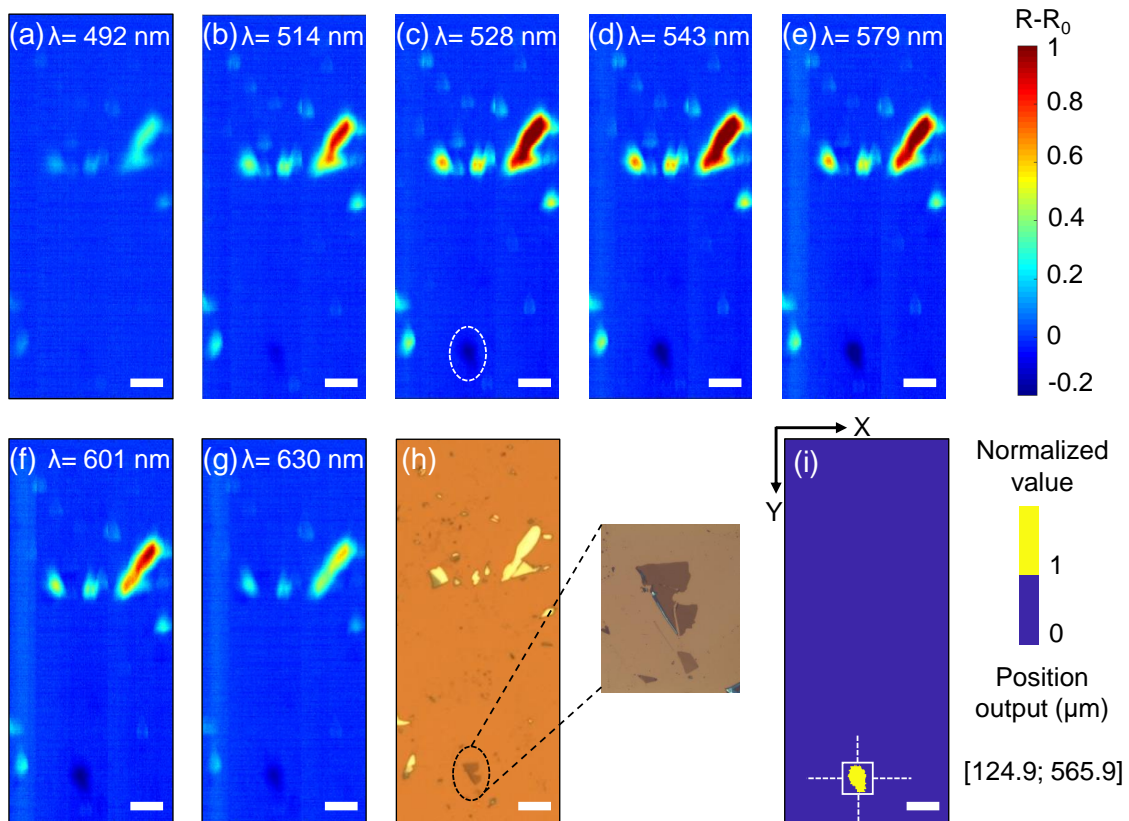 (a) λ= 492 nm
(b) λ= 514 nm
(c) λ= 528 nm
(d) λ= 543 nm
(e) λ= 579 nm
R-R₀
1
0.8
0.6
0.4
0.2
0
-0.2
(f) λ= 601 nm
(g) λ= 630 nm
(h)
(i)
X
Y
Normalized
value
1
0
Position
output (μm)
[124.9; 565.9]